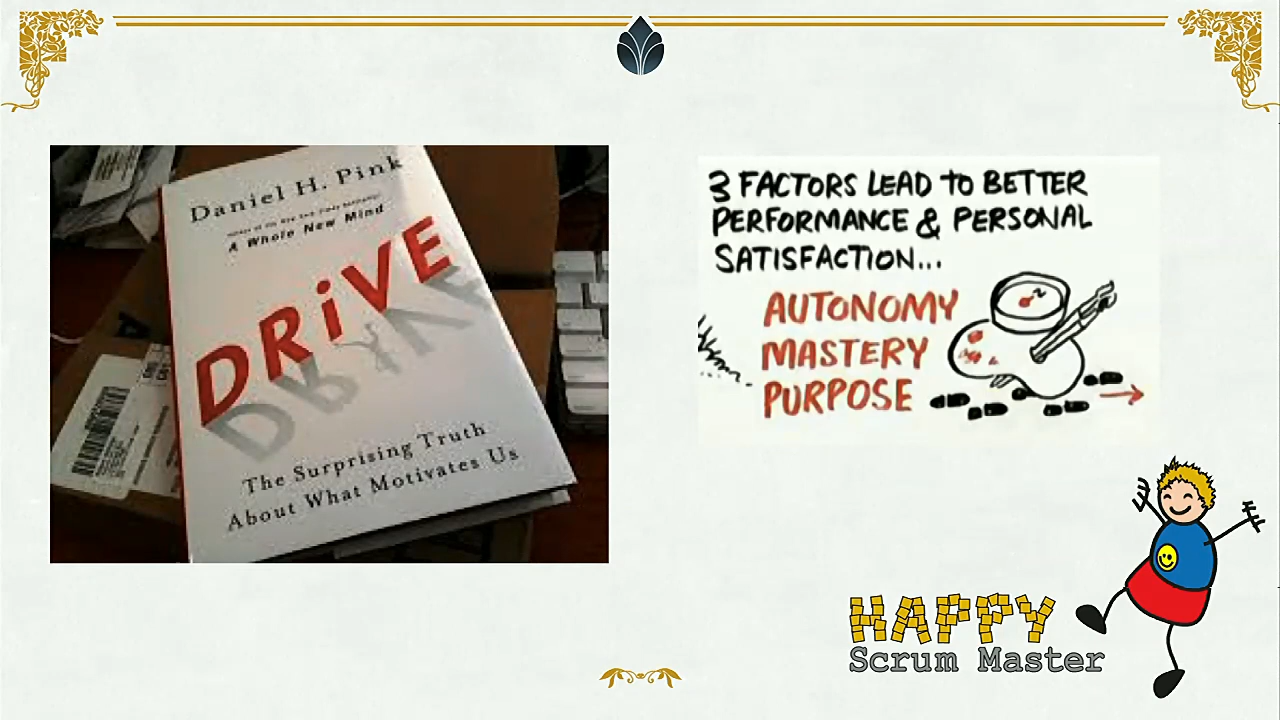 Daniel H. Pink
A Whole New Mind
DRiVE
The Surprising Truth
About What Motivates Us
3 FACTORS LEAD TO BETTER
PERFORMANCE & PERSONAL
SATISFACTION...
AUTONOMY
MASTERY
PURPOSE
HAPPY
Scrum Master